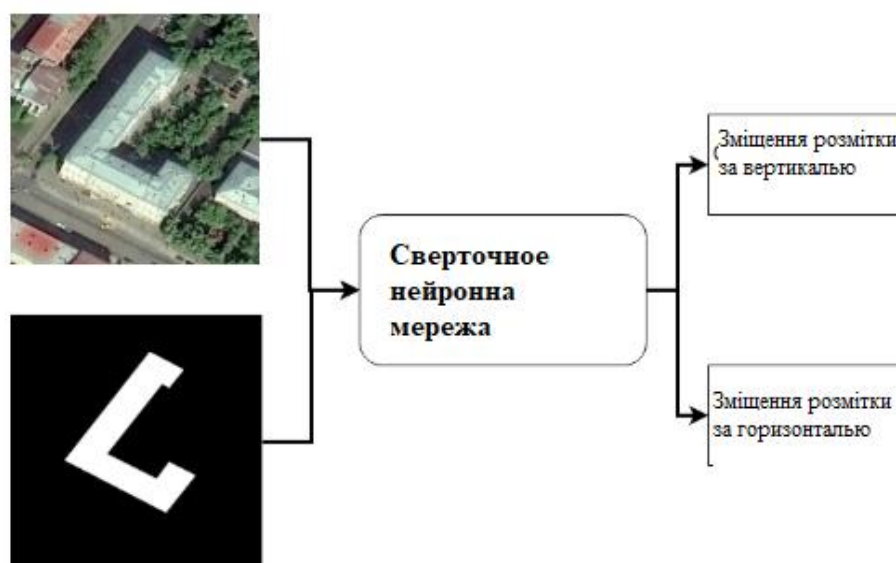 Зміщення розмітки
за вертикалью
Сверточное
нейронна
мережа
Зміщення розмітки
за горизонталью